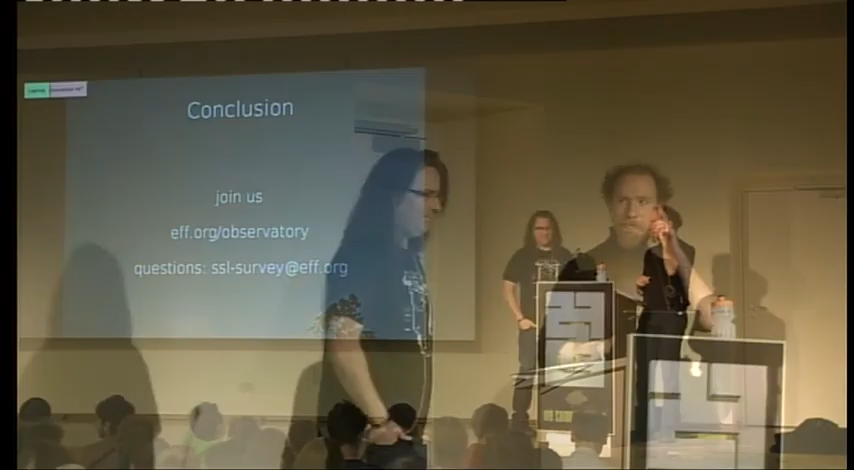 Conclusion
join us
eff.org/observatory
questions: ssl-survey@eff.org